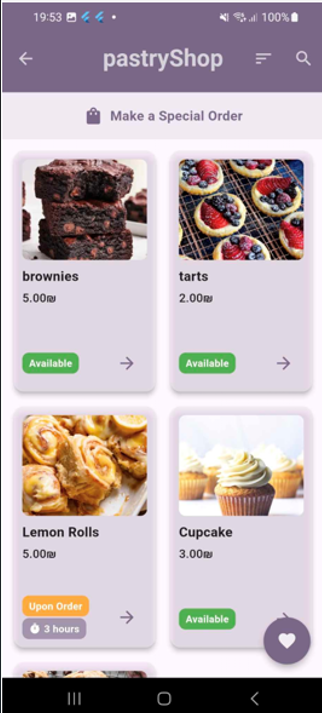 19:53
100%
pastryShop
Make a Special Order
brownies
5.00₪
Available
tarts
2.00₪
Available
Lemon Rolls
5.00₪
Upon Order
3 hours
Cupcake
3.00₪
Available